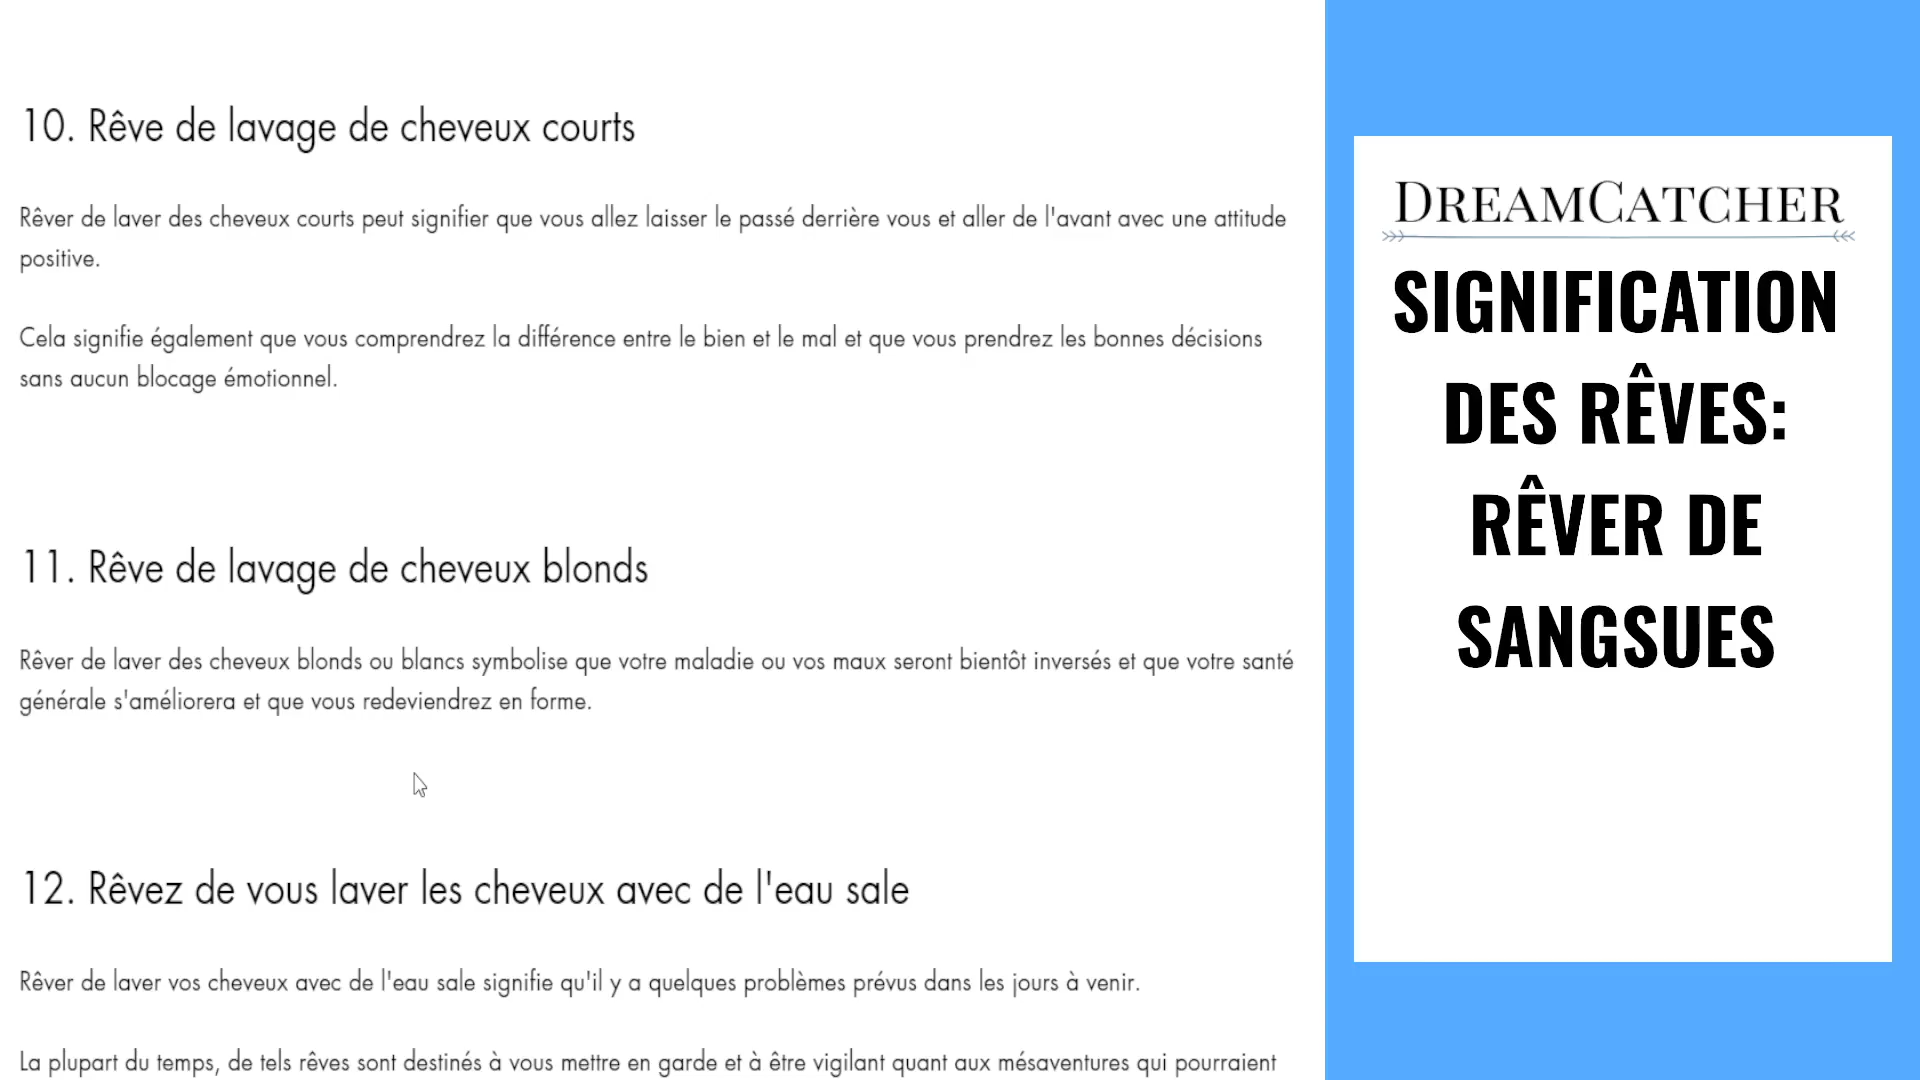 10. Rêve de lavage de cheveux courts
Rêver de laver des cheveux courts peut signifier que vous allez laisser le passé derrière vous et aller de l'avant avec une attitude
positive.
Cela signifie également que vous comprendrez la différence entre le bien et le mal et que vous prendrez les bonnes décisions
sans aucun blocage émotionnel.
11. Rêve de lavage de cheveux blonds
Rêver de laver des cheveux blonds ou blancs symbolise que votre maladie ou vos maux seront bientôt inversés et que votre santé
générale s'améliorera et que vous redeviendrez en forme.
12. Rêvez de vous laver les cheveux avec de l'eau sale
Rêver de laver vos cheveux avec de l'eau sale signifie qu'il y a quelques problèmes prévus dans les jours à venir.
La plupart du temps, de tels rêves sont destinés à vous mettre en garde et à être vigilant quant aux mésaventures qui pourraient
DREAMCATCHER
SIGNIFICATION
DES RÊVES:
RÊVER DE
SANGSUES